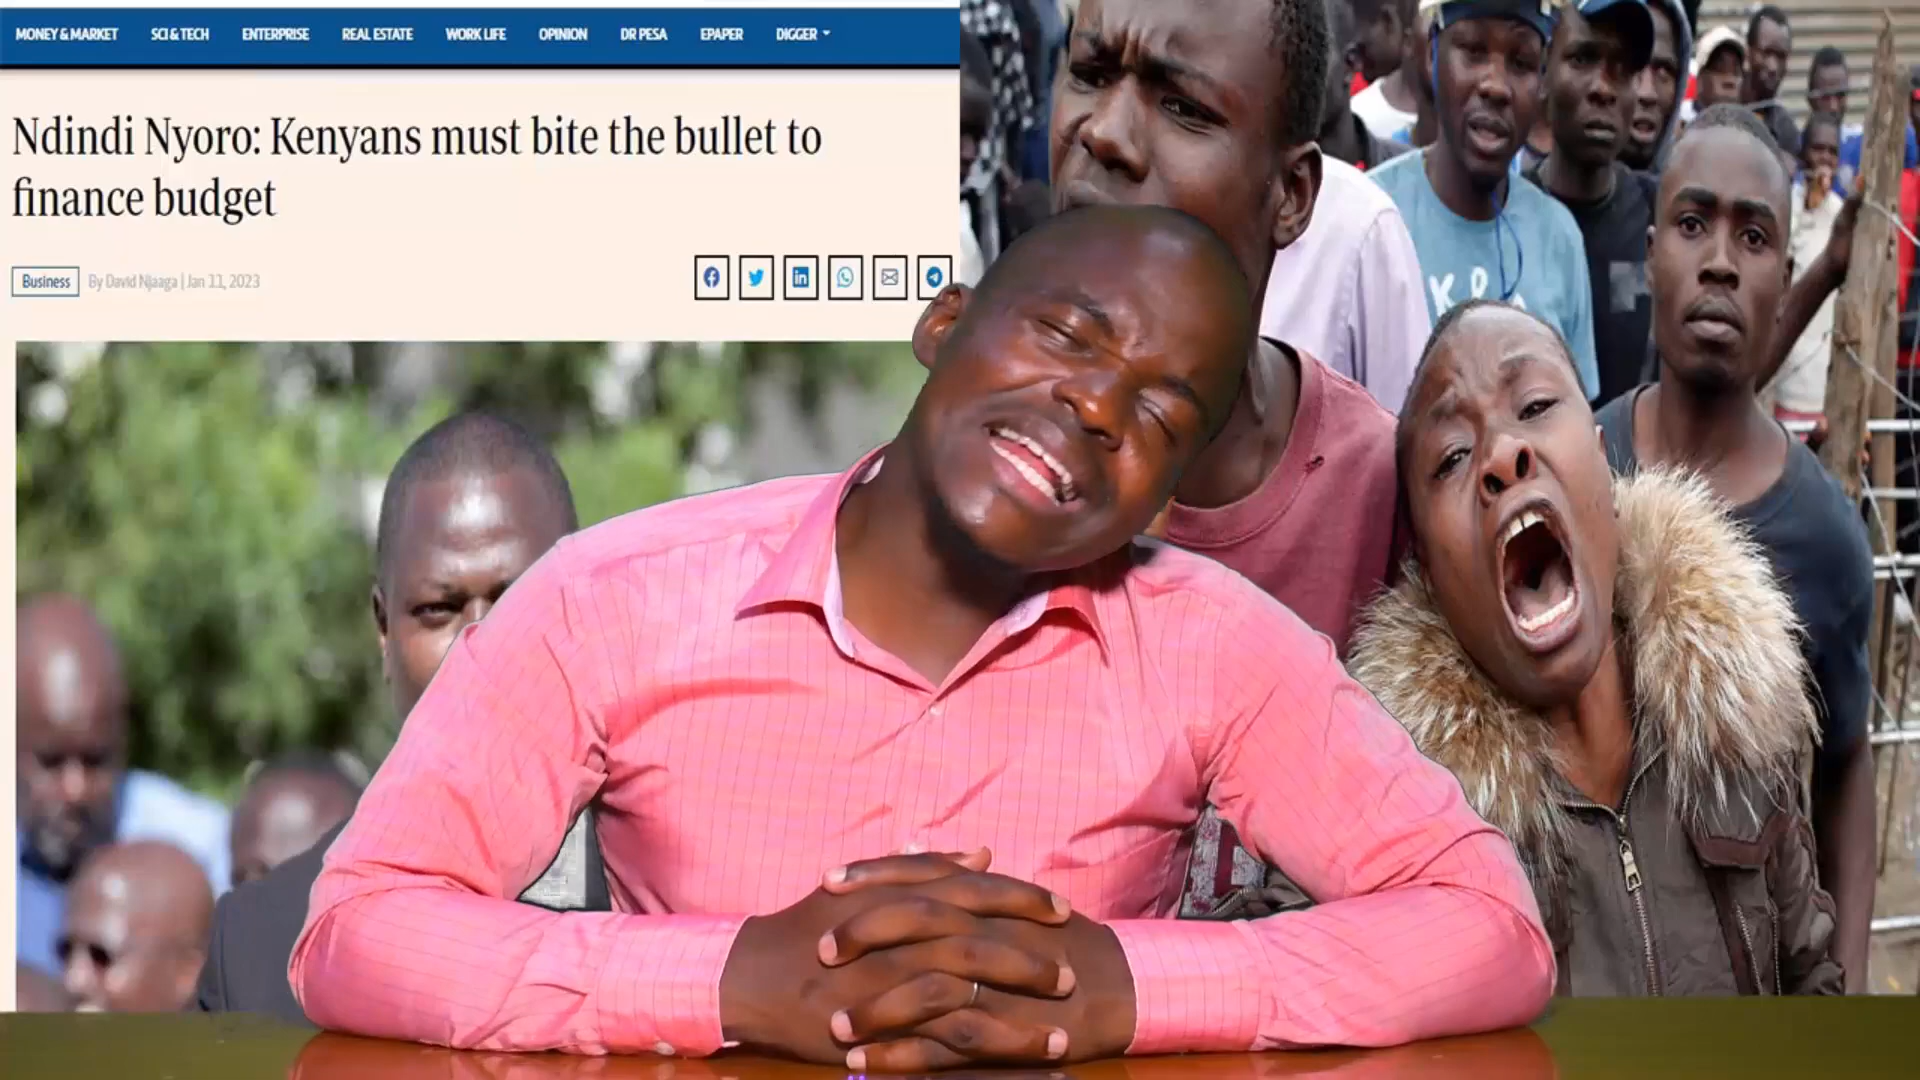 MONEY & MARKET SCI & TECH ENTERPRISE REAL ESTATE WORK LIFE OPINION DR PESA EPAPER DIGGER
Ndindi Nyoro: Kenyans must bite the bullet to
finance budget
Business By David Njaaga | Jan 11, 2023